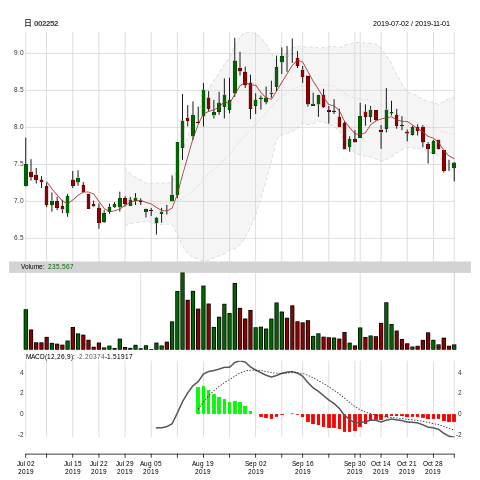 日 002252 2019-07-02 / 2019-11-01
9.0
8.5
8.0
7.5
7.0
6.5
Volume: 235,567
MACD(12,26,9): -2.20374-1.51917
4 4
2 2
0 0
-2 -2
Jul 02 Jul 15 Jul 22 Jul 29 Aug 05 Aug 19 Sep 02 Sep 16 Sep 30 Oct 14 Oct 21 Oct 28
2019 2019 2019 2019 2019 2019 2019 2019 2019 2019 2019 2019